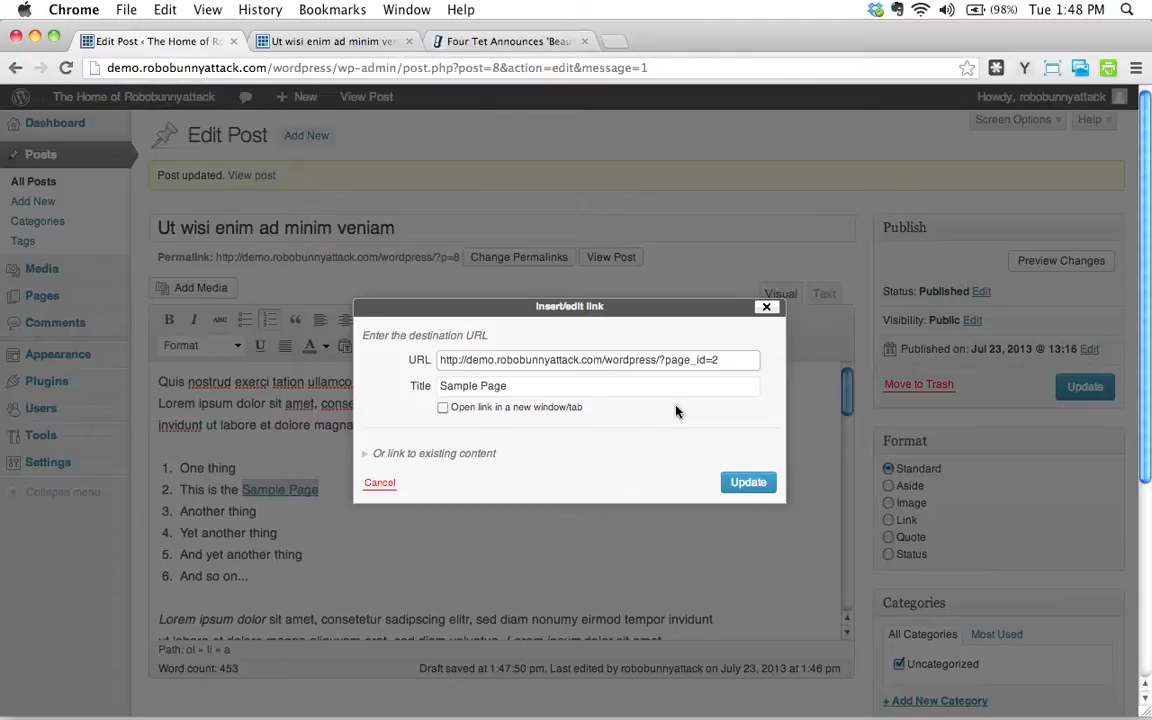 Chrome File Edit View History Bookmarks Window Help (98%) Tue 1:48 PM
Edit Post ‹ The Home of Ro
Ut wisi enim ad minim ven
Four Tet Announces 'Beau
demo.robobunnyattack.com/wordpress/wp-admin/post.php?post=8&action=edit&message=1
The Home of Robobunnyattack + New View Post Howdy, robobunnyattack
Dashboard
Posts
All Posts
Add New
Categories
Tags
Media
Pages
Comments
Appearance
Plugins
Users
Tools
Settings
Collapse menu
Screen Options Help
Edit Post Add New
Post updated. View post
Ut wisi enim ad minim veniam
Permalink: http://demo.robobunnyattack.com/wordpress/?p=8 Change Permalinks View Post
Add Media
Visual Text
B I ABC
Format U A
Quis nostrud exerci tation ullamco
Lorem ipsum dolor sit amet, conse
invidunt ut labore et dolore magna
1. One thing
2. This is the Sample Page
3. Another thing
4. Yet another thing
5. And yet another thing
6. And so on...
Lorem ipsum dolor sit amet, consetetur sadipscing elitr, sed diam nonumy eirmod tempor invidunt
Path: ol » li » a
Word count: 453 Draft saved at 1:47:50 pm. Last edited by robobunnyattack on July 23, 2013 at 1:46 pm
Insert/edit link
Enter the destination URL
URL http://demo.robobunnyattack.com/wordpress/?page_id=2
Title Sample Page
Open link in a new window/tab
Or link to existing content
Cancel Update
Publish
Preview Changes
Status: Published Edit
Visibility: Public Edit
Published on: Jul 23, 2013 @ 13:16 Edit
Move to Trash Update
Format
Standard
Aside
Image
Link
Quote
Status
Categories
All Categories Most Used
Uncategorized
+ Add New Category